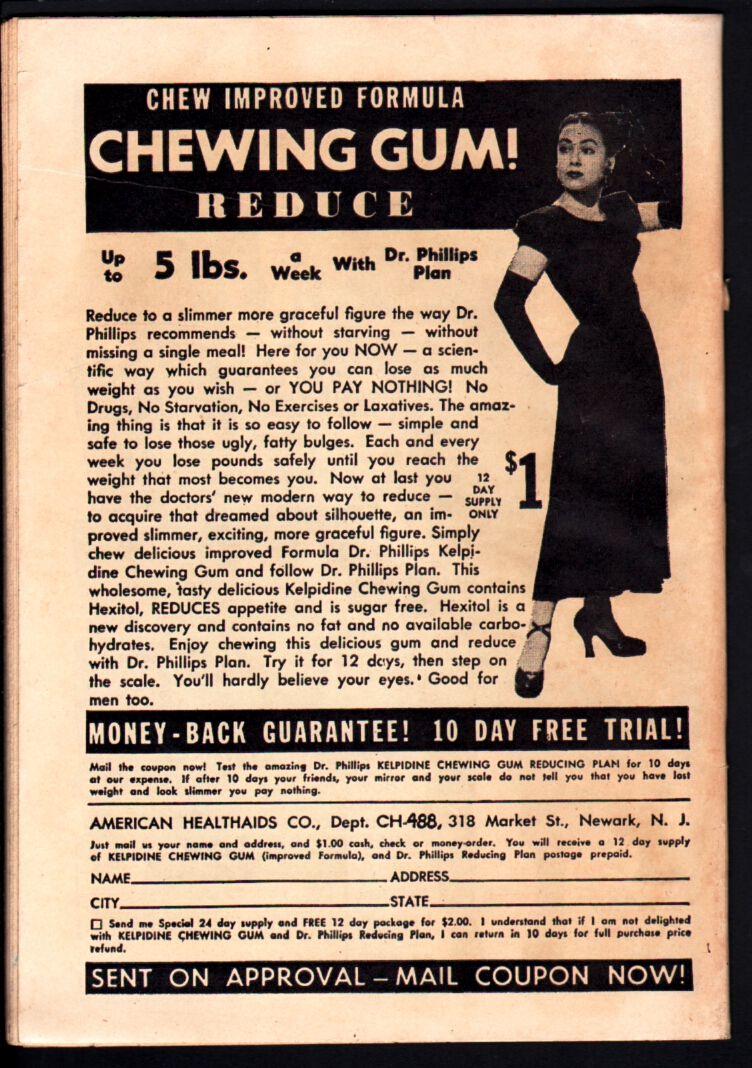 CHEW IMPROVED FORMULA
CHEWING GUM!
REDUCE
Up to 5 lbs. a Week With Dr. Phillips Plan
Reduce to a slimmer more graceful figure the way Dr.
Phillips recommends — without starving — without
missing a single meal! Here for you NOW — a scien-
tific way which guarantees you can lose as much
weight as you wish — or YOU PAY NOTHING! No
Drugs, No Starvation, No Exercises or Laxatives. The amaz-
ing thing is that it is so easy to follow — simple and
safe to lose those ugly, fatty bulges. Each and every
week you lose pounds safely until you reach the
weight that most becomes you. Now at last you
have the doctors' new modern way to reduce —
to acquire that dreamed about silhouette, an im-
proved slimmer, exciting, more graceful figure. Simply
chew delicious improved Formula Dr. Phillips Kelpi-
dine Chewing Gum and follow Dr. Phillips Plan. This
wholesome, tasty delicious Kelpidine Chewing Gum contains
Hexitol, REDUCES appetite and is sugar free. Hexitol is a
new discovery and contains no fat and no available carbo-
hydrates. Enjoy chewing this delicious gum and reduce
with Dr. Phillips Plan. Try it for 12 days, then step on
the scale. You'll hardly believe your eyes. Good for
men too.
12
DAY
SUPPLY
ONLY
$1
MONEY-BACK GUARANTEE! 10 DAY FREE TRIAL!
Mail the coupon now! Test the amazing Dr. Phillips KELPIDINE CHEWING GUM REDUCING PLAN for 10 days
at our expense. If after 10 days your friends, your mirror and your scale do not tell you that you have lost
weight and look slimmer you pay nothing.
AMERICAN HEALTHAIDS CO., Dept. CH-488, 318 Market St., Newark, N. J.
Just mail us your name and address, and $1.00 cash, check or money-order. You will receive a 12 day supply
of KELPIDINE CHEWING GUM (improved Formula), and Dr. Phillips Reducing Plan postage prepaid.
NAME ADDRESS
CITY STATE
☐ Send me Special 24 day supply and FREE 12 day package for $2.00. I understand that if I am not delighted
with KELPIDINE CHEWING GUM and Dr. Phillips Reducing Plan, I can return in 10 days for full purchase price
refund.
SENT ON APPROVAL – MAIL COUPON NOW!